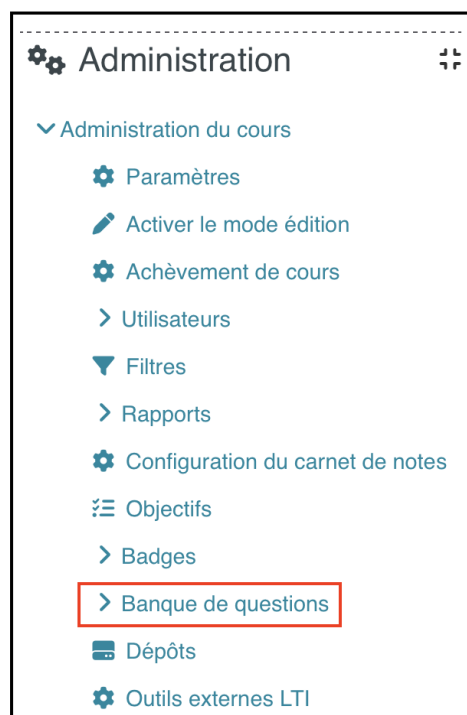 Administration
Administration du cours
Paramètres
Activer le mode édition
Achèvement de cours
Utilisateurs
Filtres
Rapports
Configuration du carnet de notes
Objectifs
Badges
Banque de questions
Dépôts
Outils externes LTI